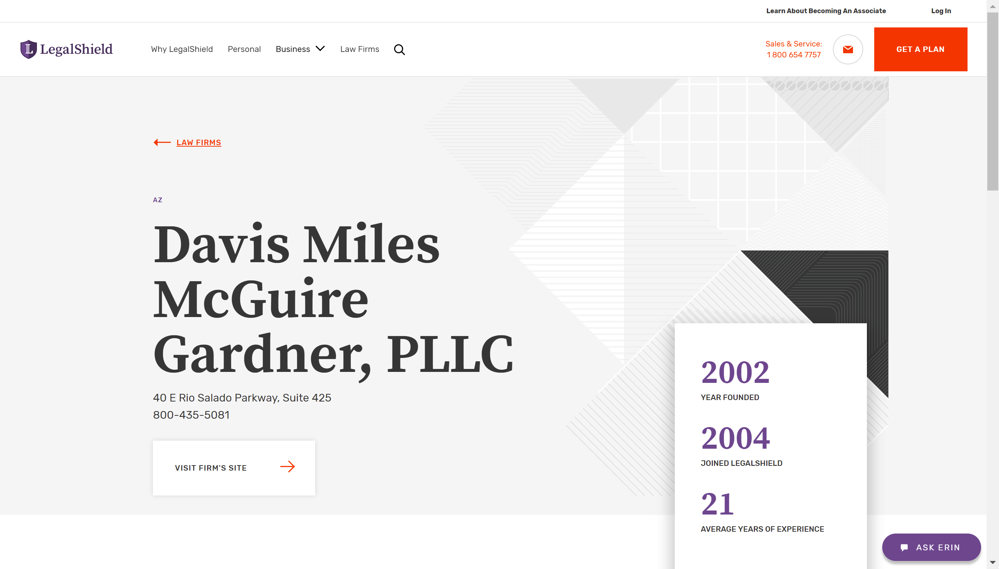 Learn About Becoming An Associate
Log In
LegalShield
Why LegalShield
Personal
Business
Law Firms
Sales & Service:
1 800 654 7757
GET A PLAN
LAW FIRMS
AZ
Davis Miles
McGuire
Gardner, PLLC
40 E Rio Salado Parkway, Suite 425
800-435-5081
VISIT FIRM'S SITE
2002
YEAR FOUNDED
2004
JOINED LEGALSHIELD
21
AVERAGE YEARS OF EXPERIENCE
ASK ERIN